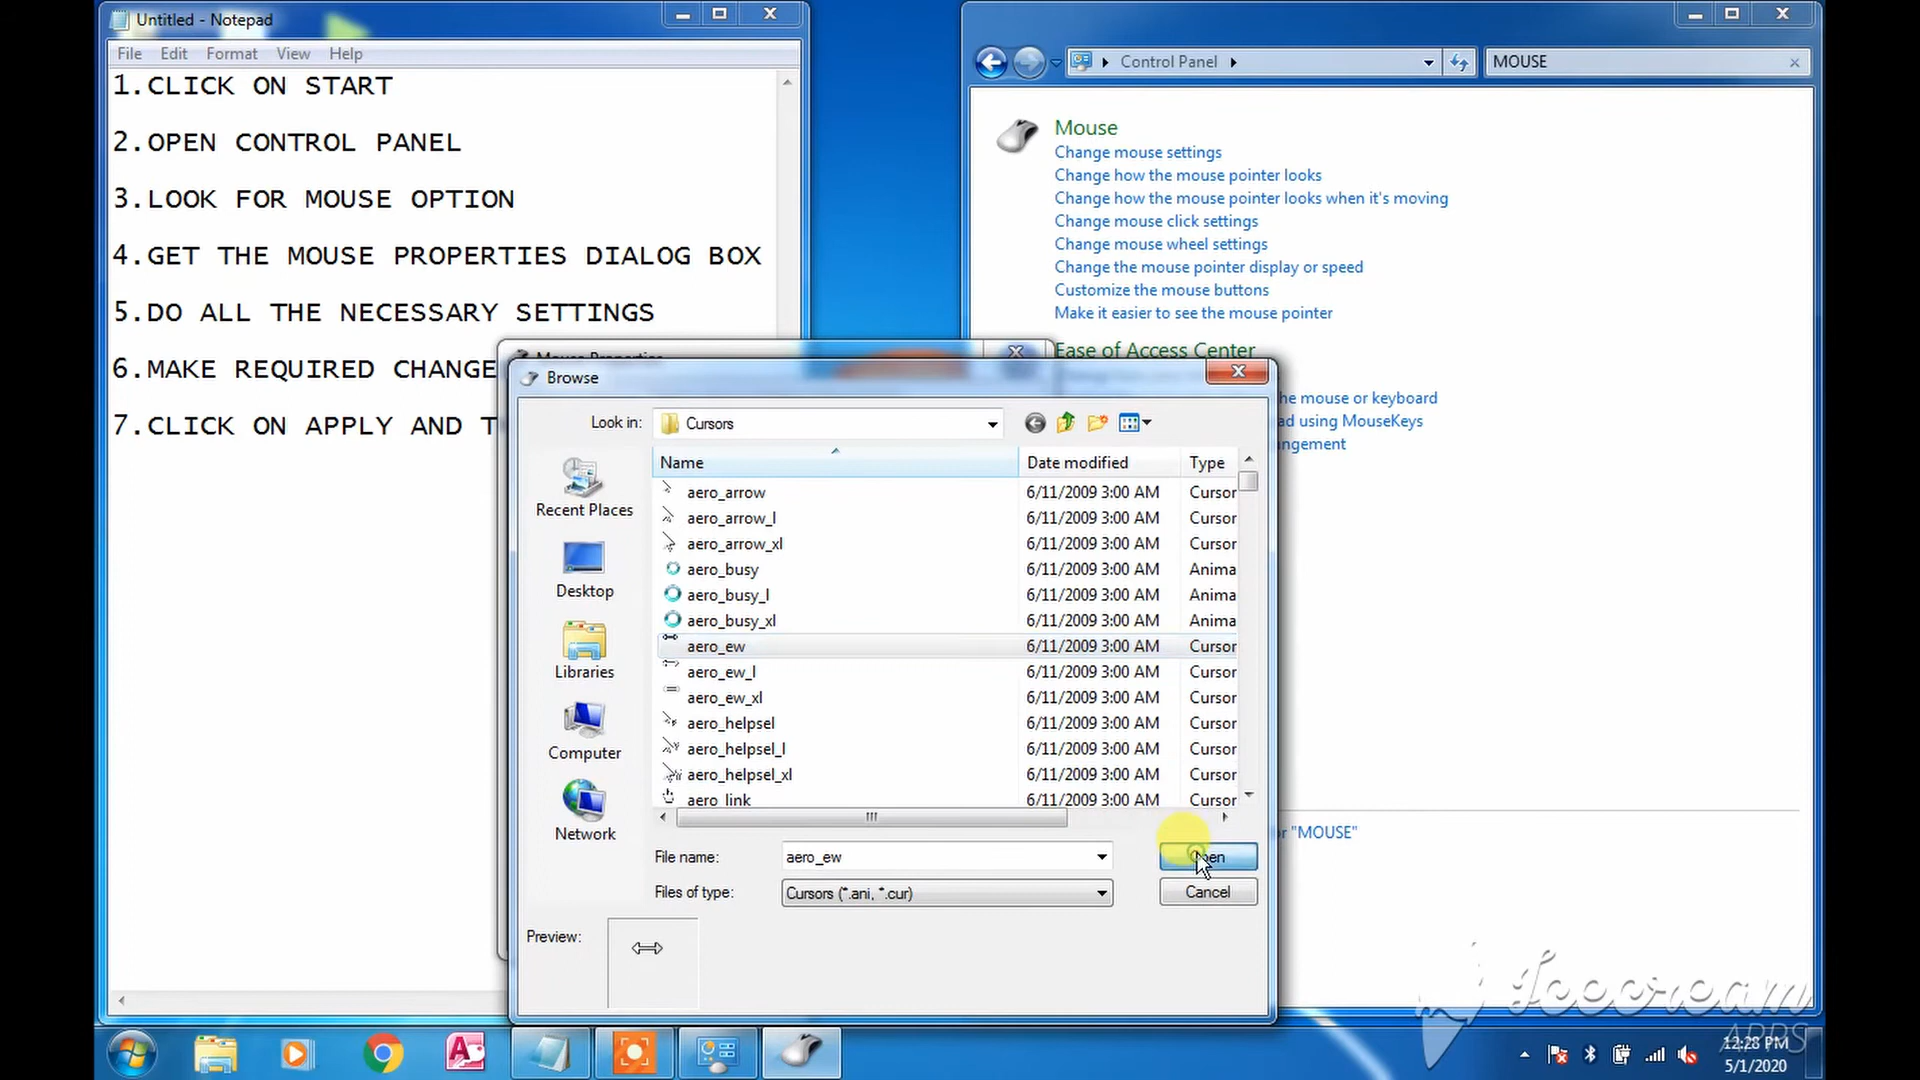 Untitled - Notepad
File Edit Format View Help
1.CLICK ON START
2.OPEN CONTROL PANEL
3.LOOK FOR MOUSE OPTION
4.GET THE MOUSE PROPERTIES DIALOG BOX
5.DO ALL THE NECESSARY SETTINGS
6.MAKE REQUIRED CHANGE
7.CLICK ON APPLY AND T
Control Panel
MOUSE
Mouse
Change mouse settings
Change how the mouse pointer looks
Change how the mouse pointer looks when it's moving
Change mouse click settings
Change mouse wheel settings
Change the mouse pointer display or speed
Customize the mouse buttons
Make it easier to see the mouse pointer
Ease of Access Center
the mouse or keyboard
using MouseKeys
"MOUSE"
Mouse Properties
Browse
Look in: Cursors
Recent Places
Desktop
Libraries
Computer
Network
Name Date modified Type
aero_arrow 6/11/2009 3:00 AM Cursor
aero_arrow_l 6/11/2009 3:00 AM Cursor
aero_arrow_xl 6/11/2009 3:00 AM Cursor
aero_busy 6/11/2009 3:00 AM Anima
aero_busy_l 6/11/2009 3:00 AM Anima
aero_busy_xl 6/11/2009 3:00 AM Anima
aero_ew 6/11/2009 3:00 AM Cursor
aero_ew_l 6/11/2009 3:00 AM Cursor
aero_ew_xl 6/11/2009 3:00 AM Cursor
aero_helpsel 6/11/2009 3:00 AM Cursor
aero_helpsel_l 6/11/2009 3:00 AM Cursor
aero_helpsel_xl 6/11/2009 3:00 AM Cursor
aero_link 6/11/2009 3:00 AM Cursor
File name: aero_ew
Open
Files of type: Cursors (*.ani, *.cur)
Cancel
Preview:
Icecream
APPS
12:28 PM
5/1/2020